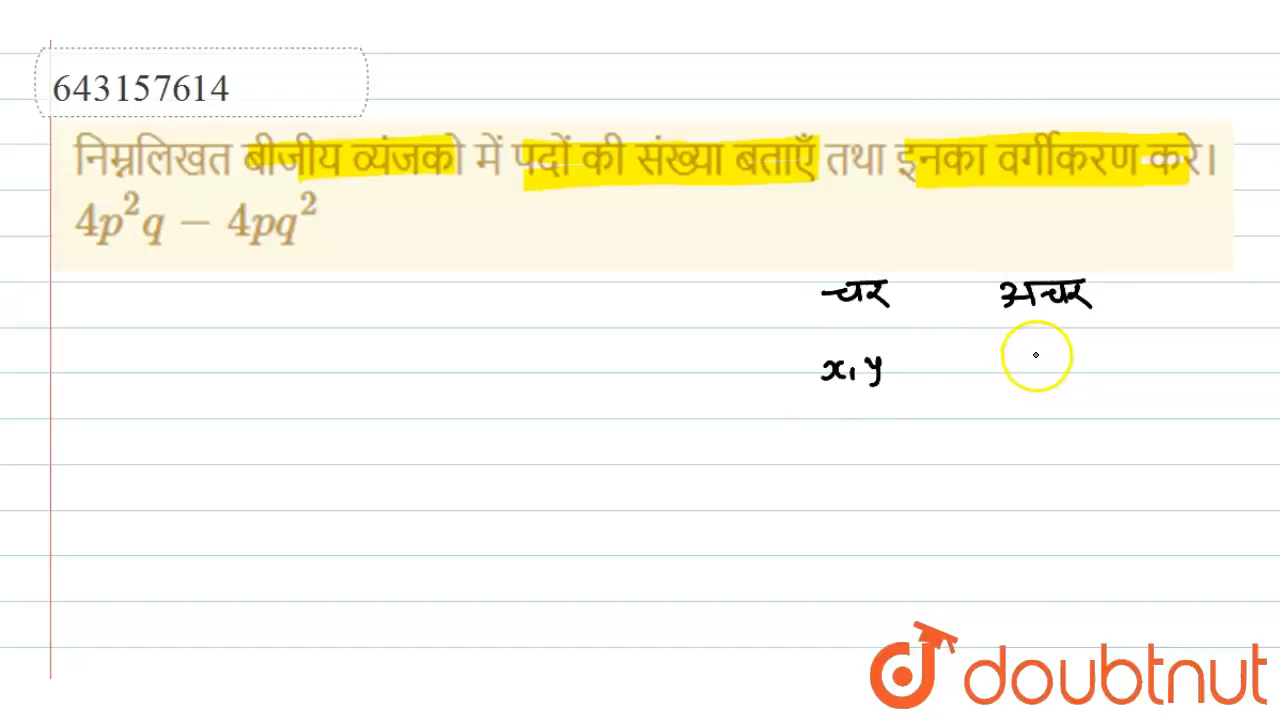 643157614
निम्नलिखत बीजीय व्यंजको में पदों की संख्या बताएँ तथा इनका वर्गीकरण करे।
4p²q − 4pq²
चर अचर
x, y
doubtnut